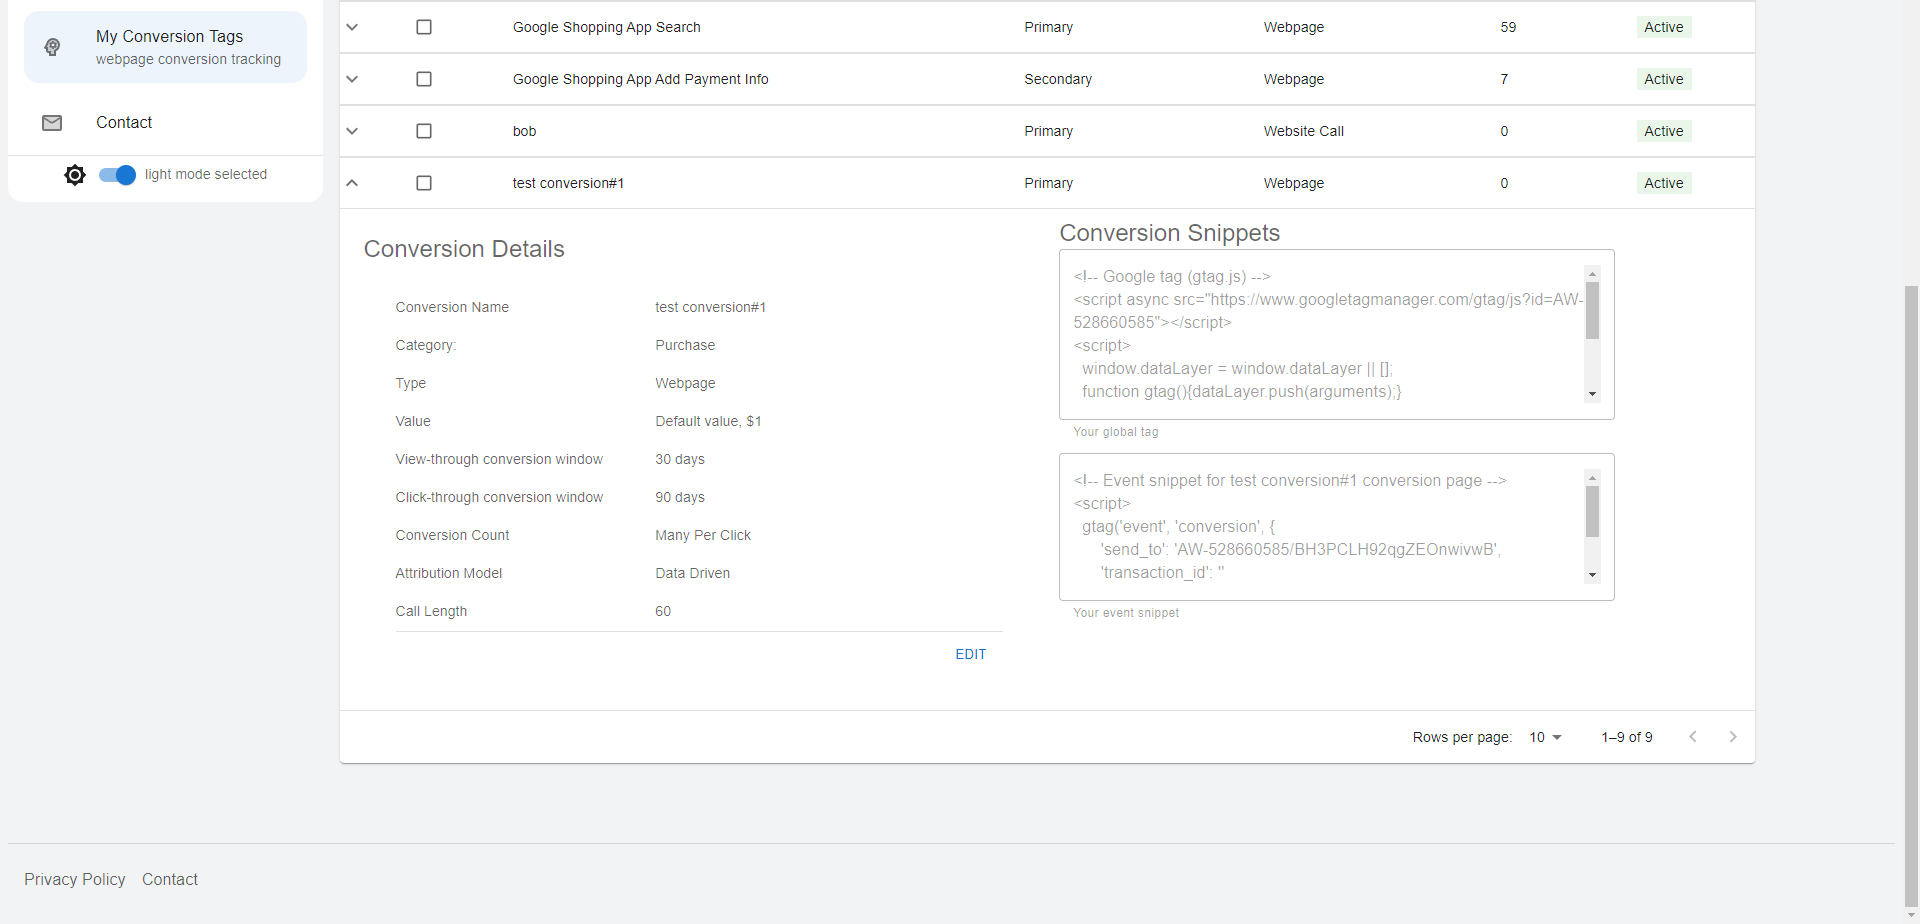 My Conversion Tags
webpage conversion tracking
Contact
light mode selected
Google Shopping App Search Primary Webpage 59 Active
Google Shopping App Add Payment Info Secondary Webpage 7 Active
bob Primary Website Call 0 Active
test conversion#1 Primary Webpage 0 Active
Conversion Details
Conversion Name test conversion#1
Category: Purchase
Type Webpage
Value Default value, $1
View-through conversion window 30 days
Click-through conversion window 90 days
Conversion Count Many Per Click
Attribution Model Data Driven
Call Length 60
EDIT
Conversion Snippets
<!-- Google tag (gtag.js) -->
<script async src="https://www.googletagmanager.com/gtag/js?id=AW-
528660585"></script>
<script>
window.dataLayer = window.dataLayer || [];
function gtag(){dataLayer.push(arguments);}
Your global tag
<!-- Event snippet for test conversion#1 conversion page -->
<script>
gtag('event', 'conversion', {
'send_to': 'AW-528660585/BH3PCLH92qgZEOnwivwB',
'transaction_id': ''
Your event snippet
Rows per page: 10 1–9 of 9
Privacy Policy Contact